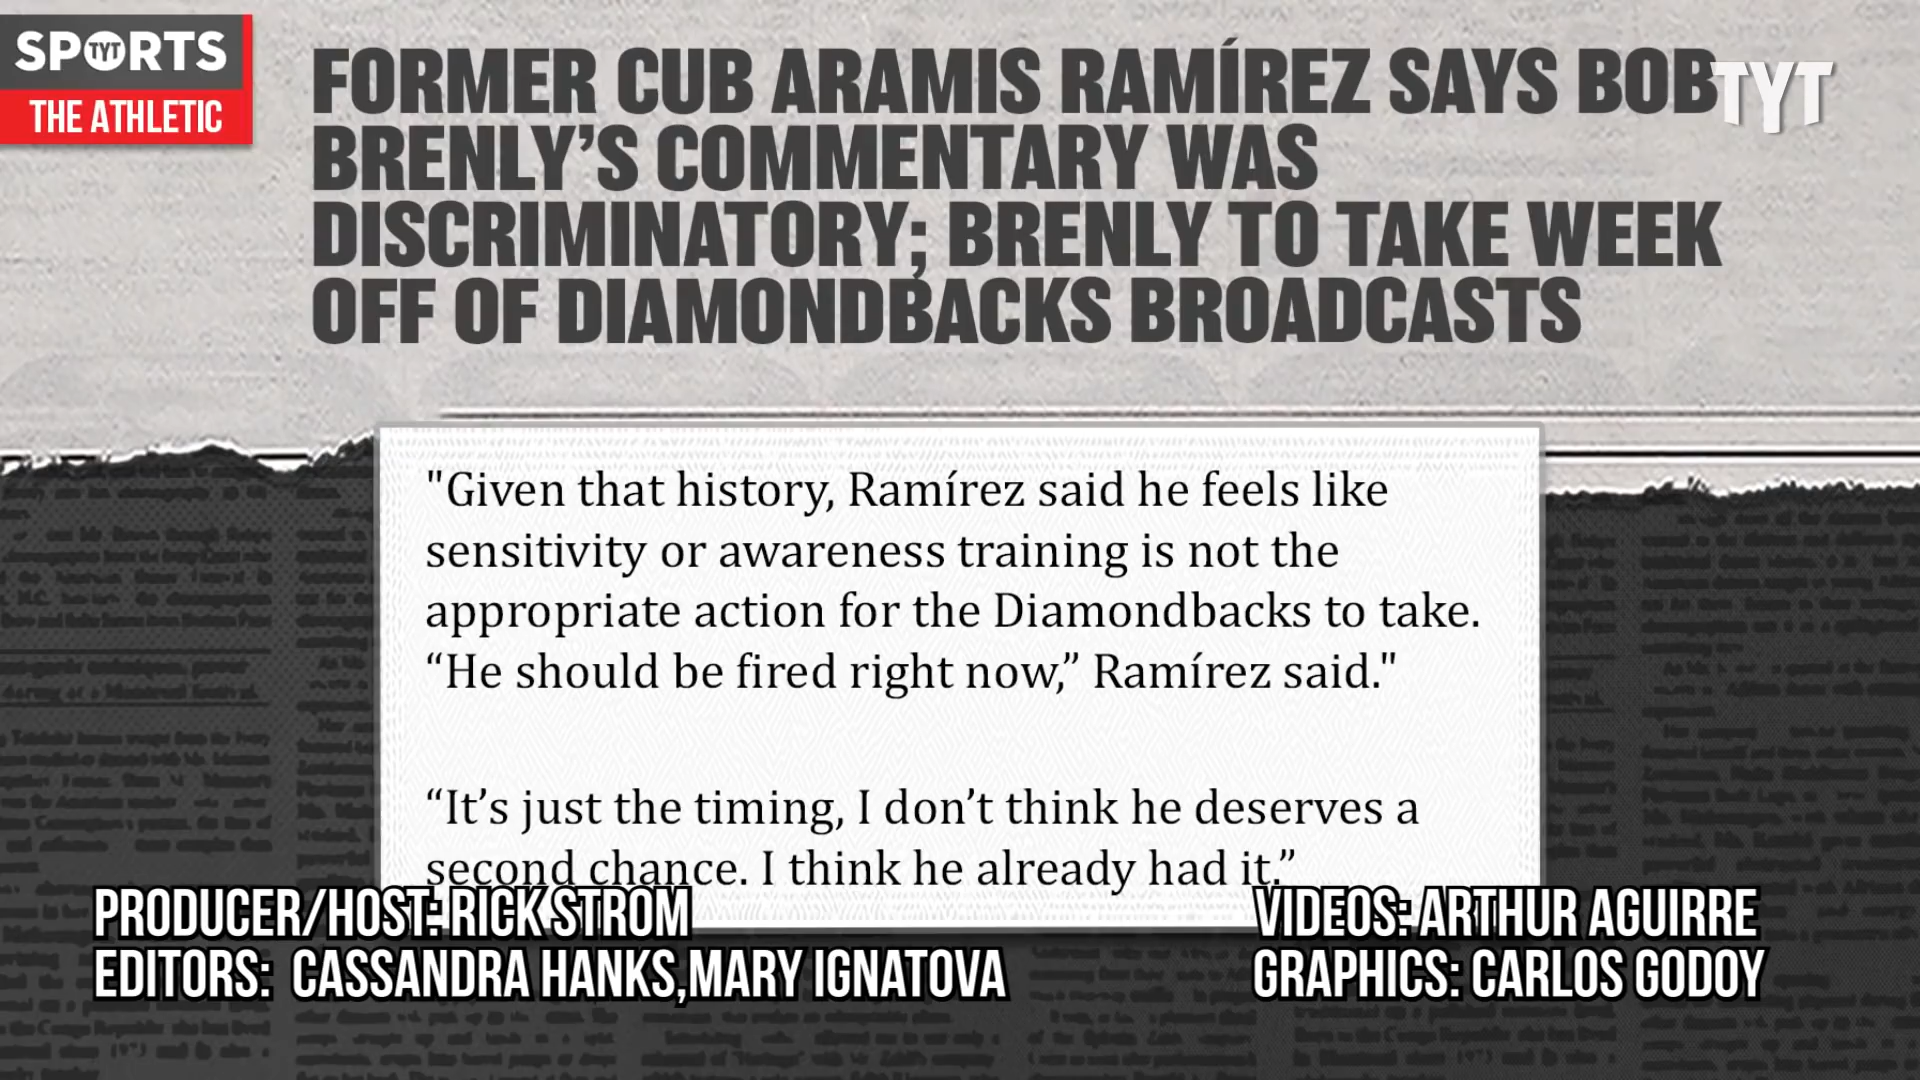 SPORTS
TYT
THE ATHLETIC
FORMER CUB ARAMIS RAMÍREZ SAYS BOB
TYT
BRENLY’S COMMENTARY WAS
DISCRIMINATORY; BRENLY TO TAKE WEEK
OFF OF DIAMONDBACKS BROADCASTS
"Given that history, Ramírez said he feels like
sensitivity or awareness training is not the
appropriate action for the Diamondbacks to take.
“He should be fired right now,” Ramírez said."
“It’s just the timing, I don’t think he deserves a
second chance. I think he already had it.”
PRODUCER/HOST: RICK STROM
EDITORS: CASSANDRA HANKS,MARY IGNATOVA
VIDEOS: ARTHUR AGUIRRE
GRAPHICS: CARLOS GODOY